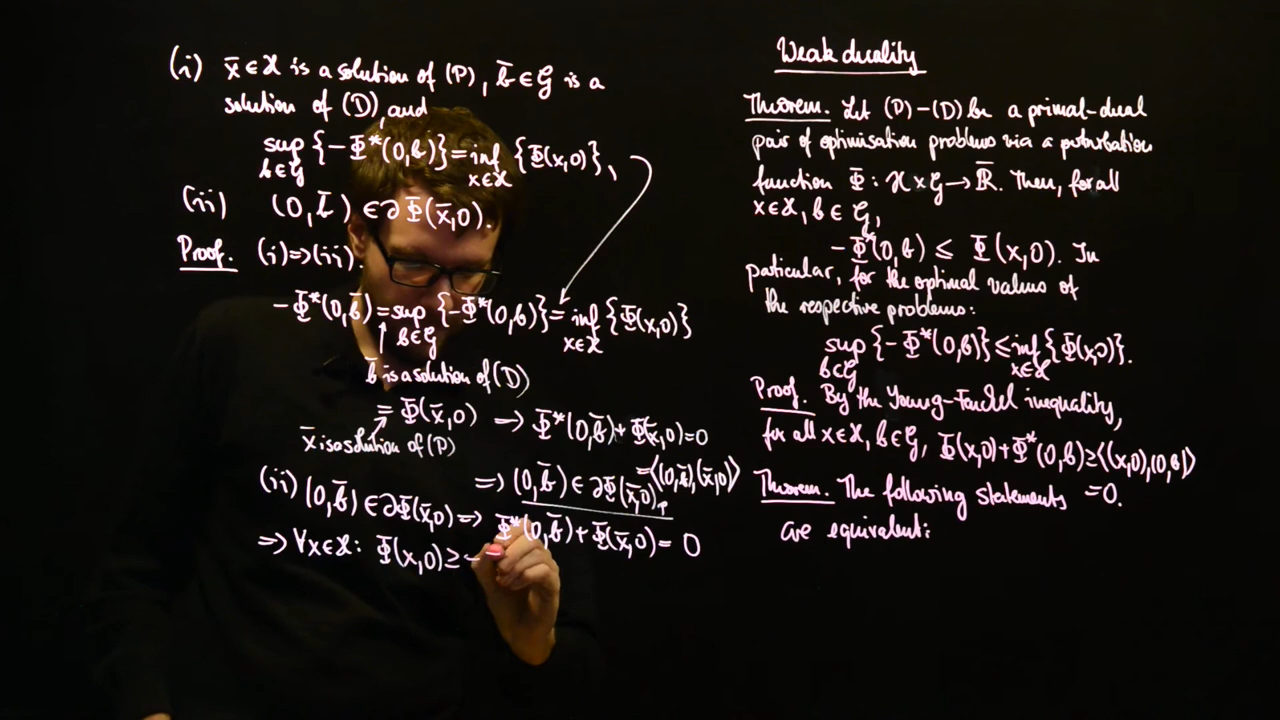 (i) x̄ ∈ X is a solution of (P), b̄ ∈ G is a
solution of (D), and
sup {-Φ*(0,b)} = inf {Φ(x,0)},
b∈G x∈X
(ii) (0,b̄) ∈ ∂Φ(x̄,0).
Proof. (i) ⇒ (ii).
-Φ*(0,b̄) = sup {-Φ*(0,b)} = inf {Φ(x,0)}
b∈G x∈X
b̄ is a solution of (D)
= Φ(x̄,0) ⇒ Φ*(0,b̄) + Φ(x̄,0) = 0
x̄ is a solution of (P)
= ⟨(0,b̄),(x̄,0)⟩
⇒ (0,b̄) ∈ ∂Φ(x̄,0).
(ii) (0,b̄) ∈ ∂Φ(x̄,0) ⇒ Φ*(0,b̄) + Φ(x̄,0) = 0
⇒ ∀x∈X: Φ(x,0) ≥ -
Weak duality
Theorem. Let (P)-(D) be a primal-dual
pair of optimisation problems via a perturbation
function Φ: X × G → R̄. Then, for all
x∈X, b∈G,
-Φ*(0,b) ≤ Φ(x,0). In
particular, for the optimal values of
the respective problems:
sup {-Φ*(0,b)} ≤ inf {Φ(x,0)}.
b∈G x∈X
Proof. By the Young-Fenchel inequality,
for all x∈X, b∈G, Φ(x,0) + Φ*(0,b) ≥ ⟨(x,0),(0,b)⟩
= 0.
Theorem. The following statements
are equivalent: